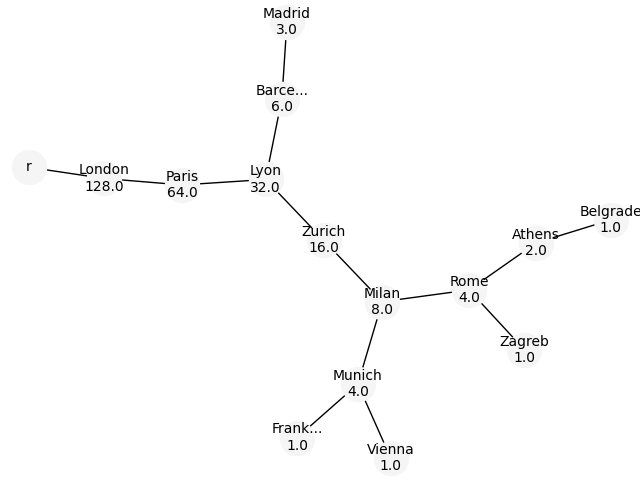 Madrid
3.0
Barce...
6.0
r
London
128.0
Paris
64.0
Lyon
32.0
Zurich
16.0
Belgrade
1.0
Athens
2.0
Rome
4.0
Milan
8.0
Zagreb
1.0
Munich
4.0
Frank...
1.0
Vienna
1.0